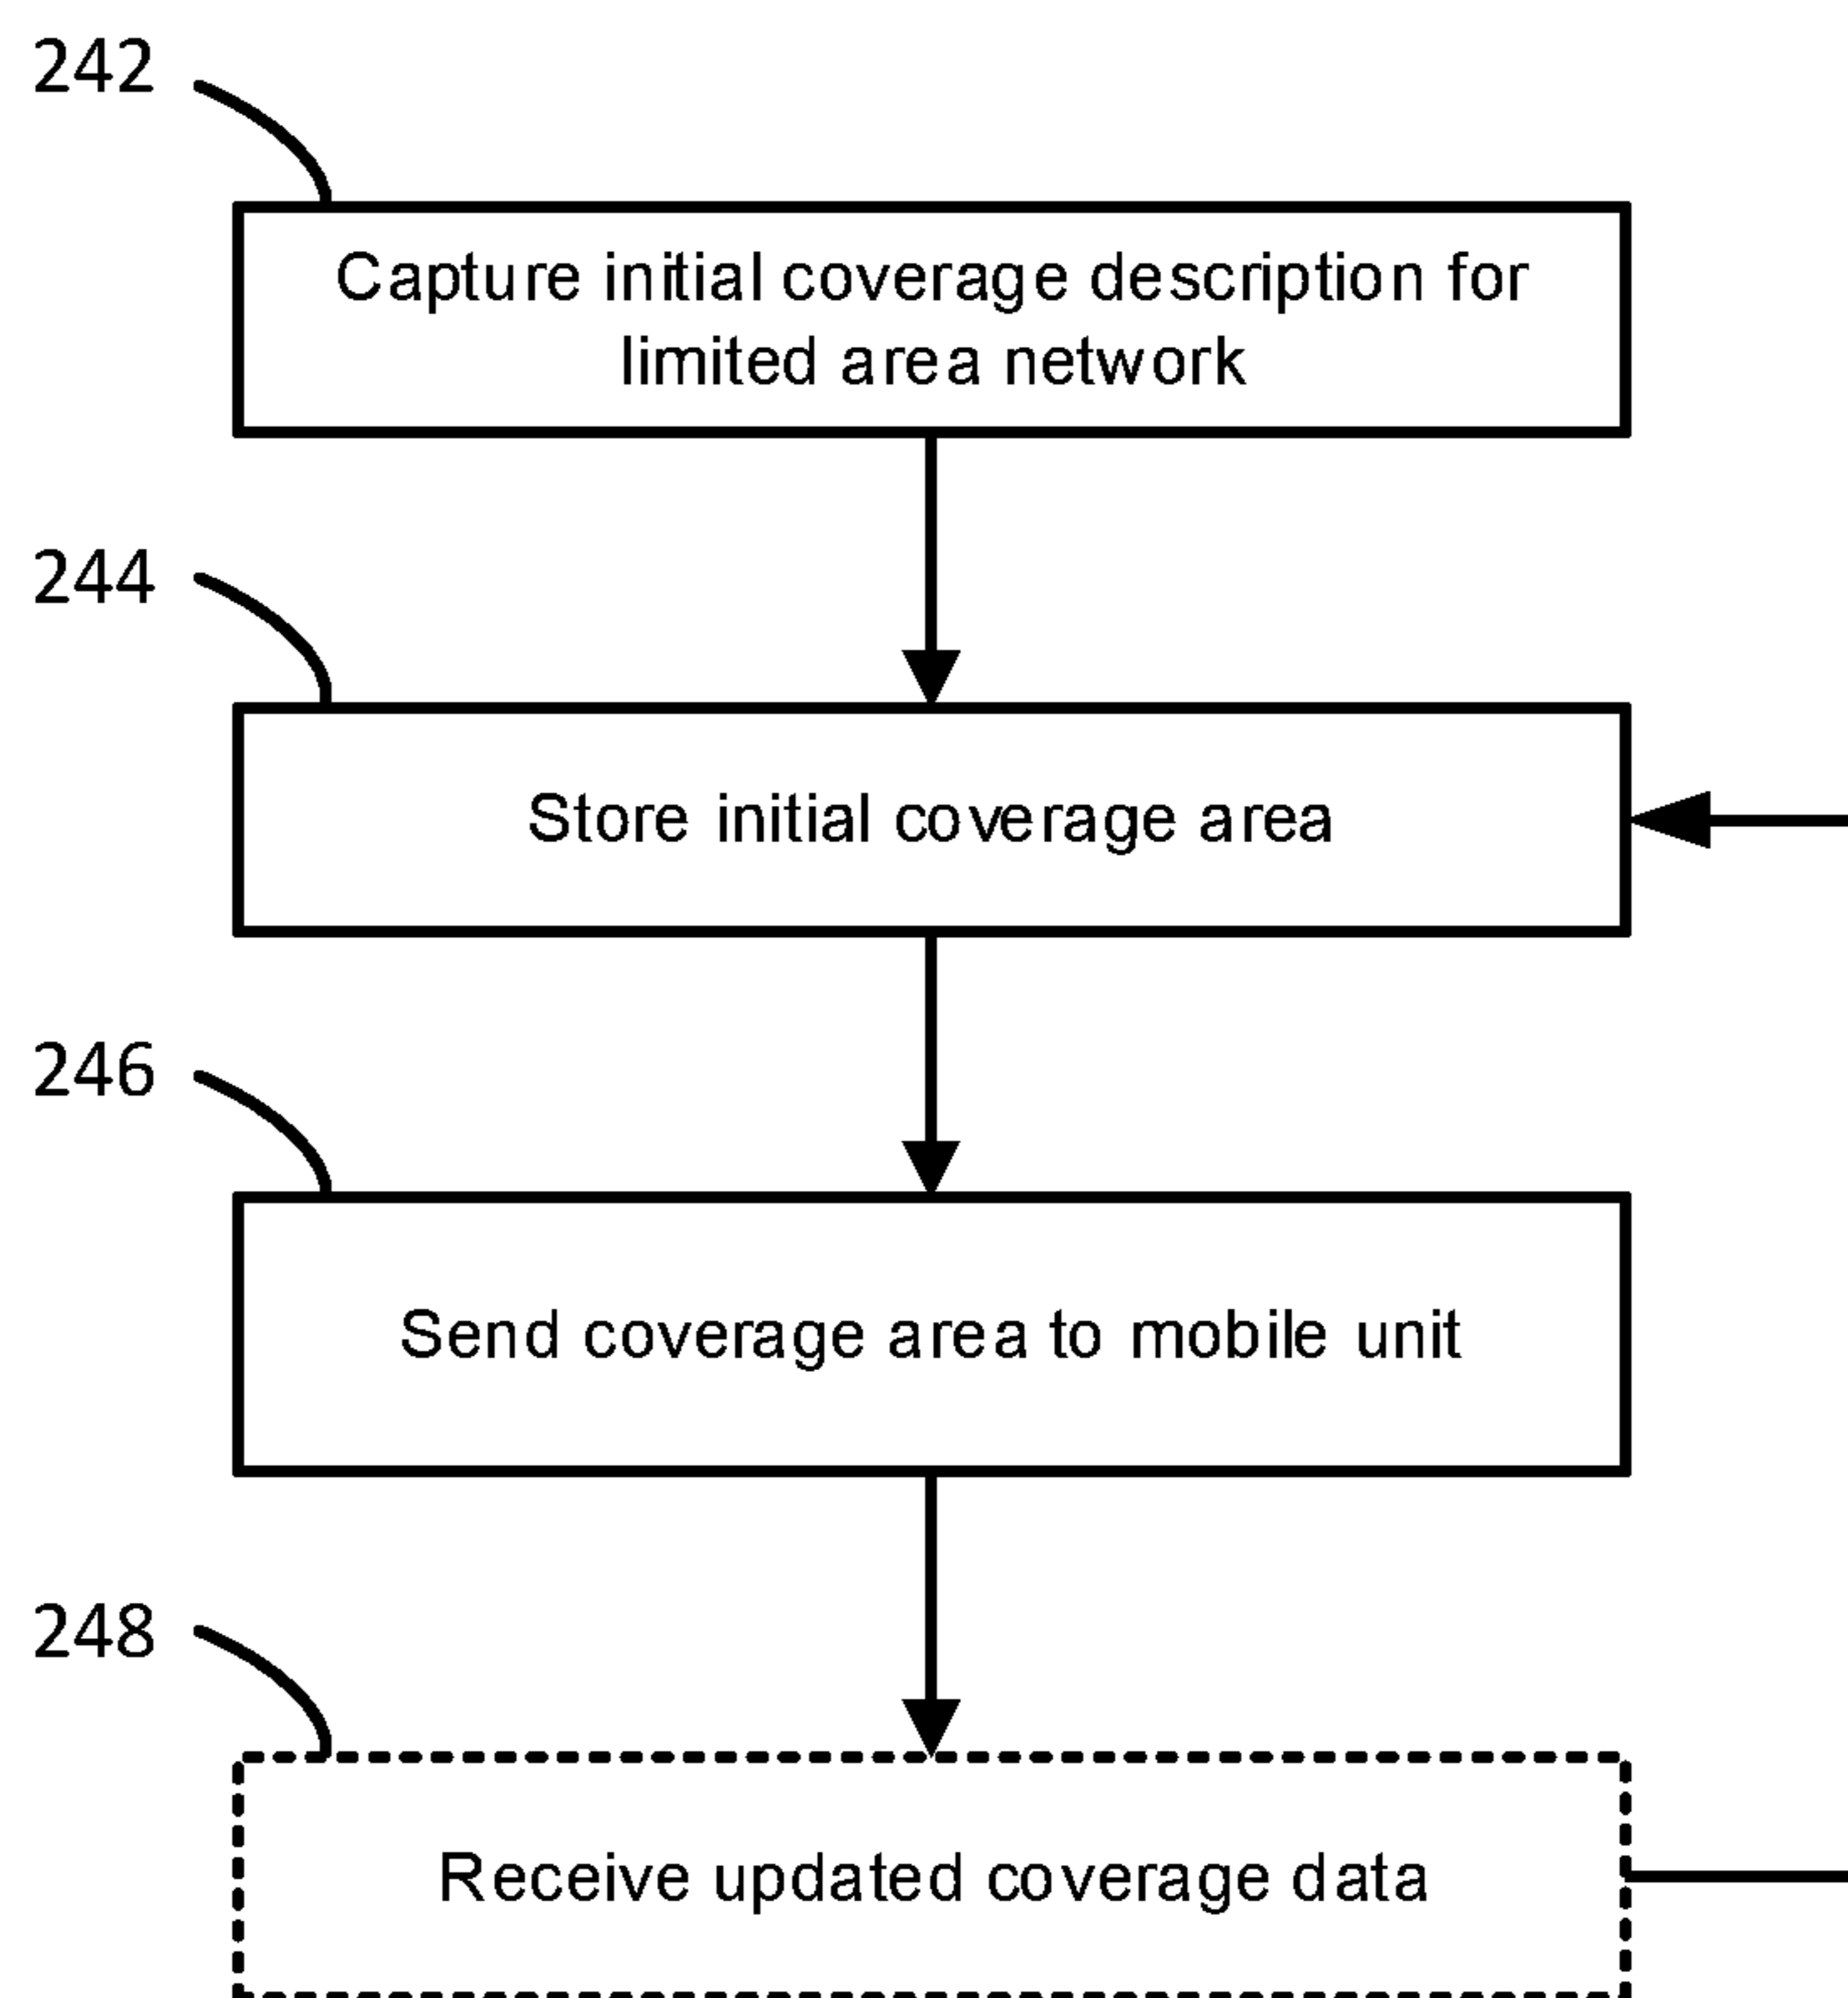 242
Capture initial coverage description for
limited area network
244
Store initial coverage area
246
Send coverage area to mobile unit
248
Receive updated coverage data